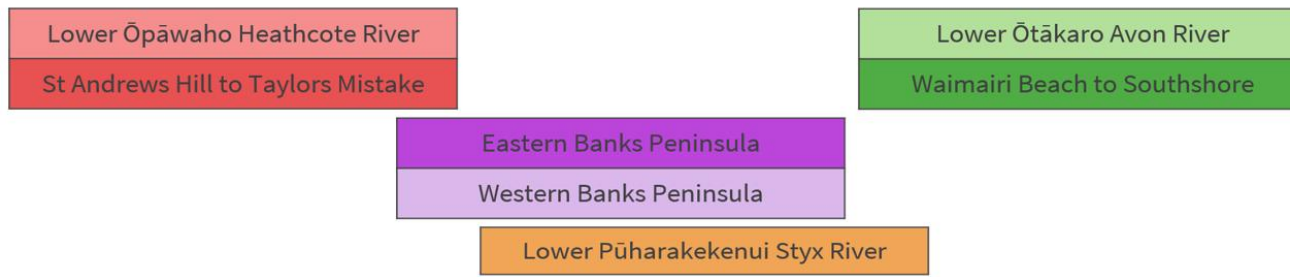 Lower Ōpāwaho Heathcote River
St Andrews Hill to Taylors Mistake
Lower Ōtākaro Avon River
Waimairi Beach to Southshore
Eastern Banks Peninsula
Western Banks Peninsula
Lower Pūharakekenui Styx River